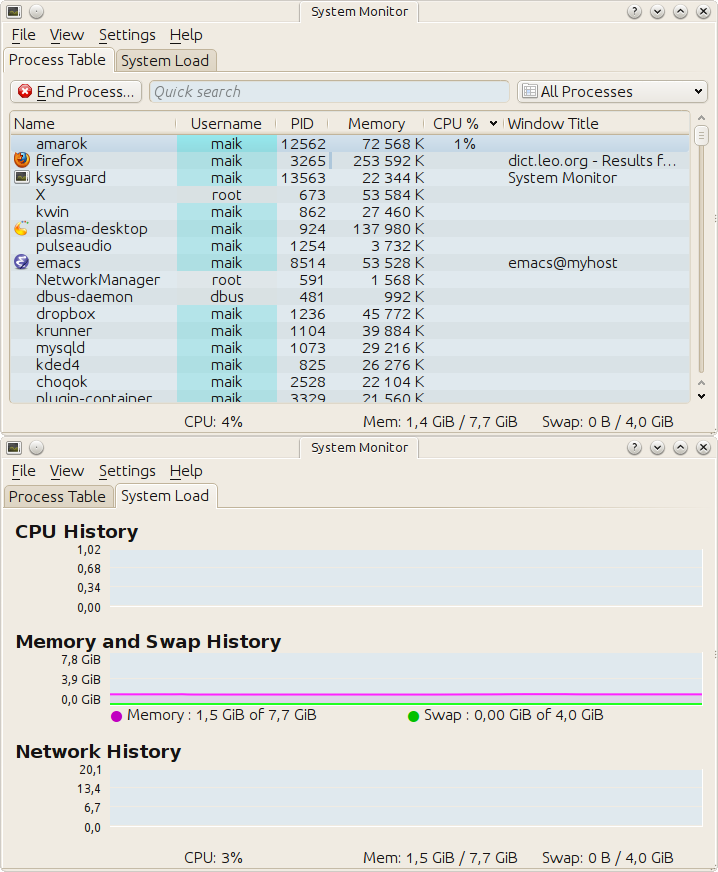 System Monitor
File View Settings Help
Process Table System Load
End Process... Quick search All Processes
Name Username PID Memory CPU % Window Title
amarok maik 12562 72 568 K 1%
firefox maik 3265 253 592 K dict.leo.org - Results f...
ksysguard maik 13563 22 344 K System Monitor
X root 673 53 584 K
kwin maik 862 27 460 K
plasma-desktop maik 924 137 980 K
pulseaudio maik 1254 3 732 K
emacs maik 8514 53 528 K emacs@myhost
NetworkManager root 591 1 568 K
dbus-daemon dbus 481 992 K
dropbox maik 1236 45 772 K
krunner maik 1104 39 884 K
mysqld maik 1073 29 216 K
kded4 maik 825 26 276 K
choqok maik 2528 22 104 K
plugin-container maik 3329 21 560 K
CPU: 4% Mem: 1,4 GiB / 7,7 GiB Swap: 0 B / 4,0 GiB
System Monitor
File View Settings Help
Process Table System Load
CPU History
1,02
0,68
0,34
0,00
Memory and Swap History
7,8 GiB
3,9 GiB
0,0 GiB
Memory : 1,5 GiB of 7,7 GiB Swap : 0,00 GiB of 4,0 GiB
Network History
20,1
13,4
6,7
0,0
CPU: 3% Mem: 1,5 GiB / 7,7 GiB Swap: 0 B / 4,0 GiB